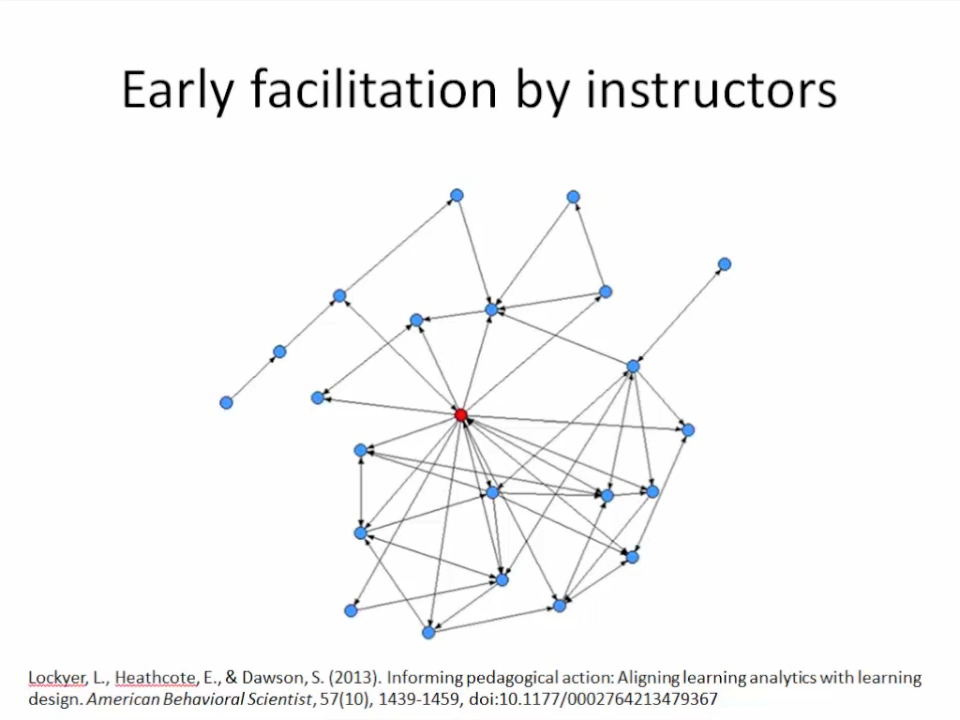 Early facilitation by instructors
Lockyer, L., Heathcote, E., & Dawson, S. (2013). Informing pedagogical action: Aligning learning analytics with learning
design. American Behavioral Scientist, 57(10), 1439-1459, doi:10.1177/0002764213479367